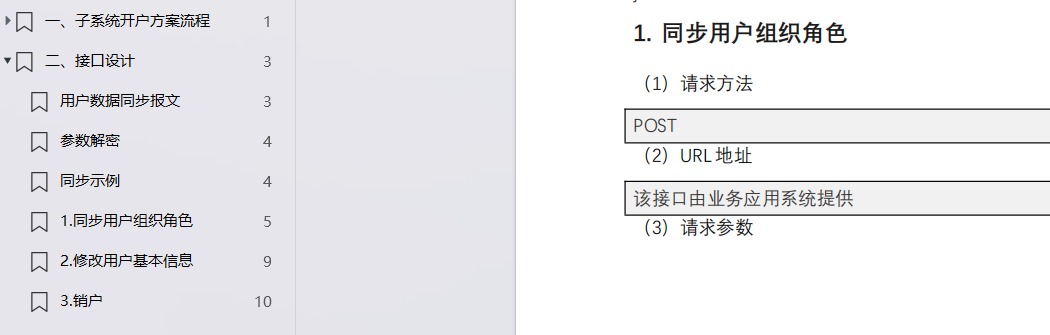 一、子系统开户方案流程 1
二、接口设计 3
用户数据同步报文 3
参数解密 4
同步示例 4
1.同步用户组织角色 5
2.修改用户基本信息 9
3.销户 10
1. 同步用户组织角色
（1）请求方法
POST
（2）URL 地址
该接口由业务应用系统提供
（3）请求参数